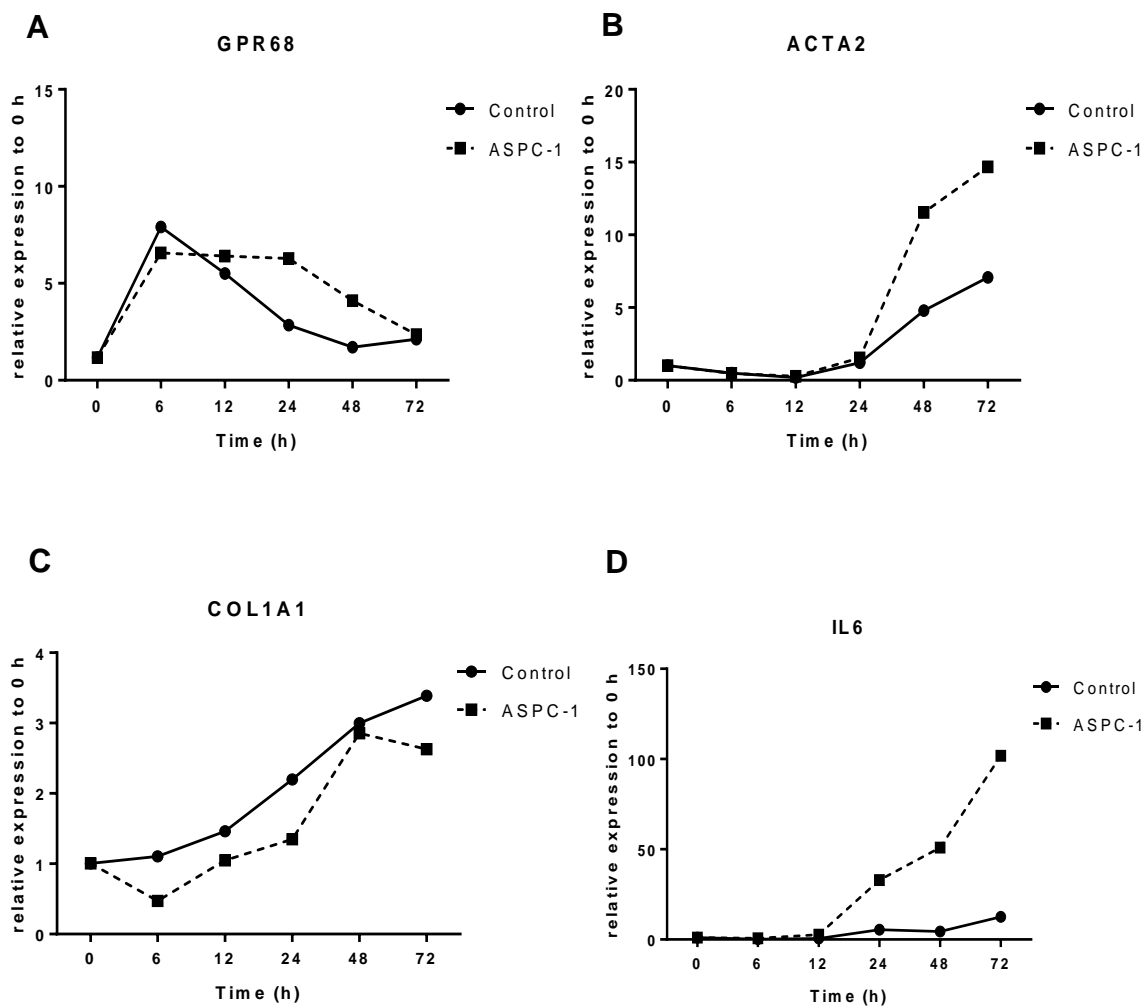 A
GPR68
relative expression to 0 h
15
10
5
0
0 6 12 24 48 72
Time (h)
Control
ASPC-1
B
ACTA2
relative expression to 0 h
20
15
10
5
0
0 6 12 24 48 72
Time (h)
Control
ASPC-1
C
COL1A1
relative expression to 0 h
4
3
2
1
0
0 6 12 24 48 72
Time (h)
Control
ASPC-1
D
IL6
relative expression to 0 h
150
100
50
0
0 6 12 24 48 72
Time (h)
Control
ASPC-1